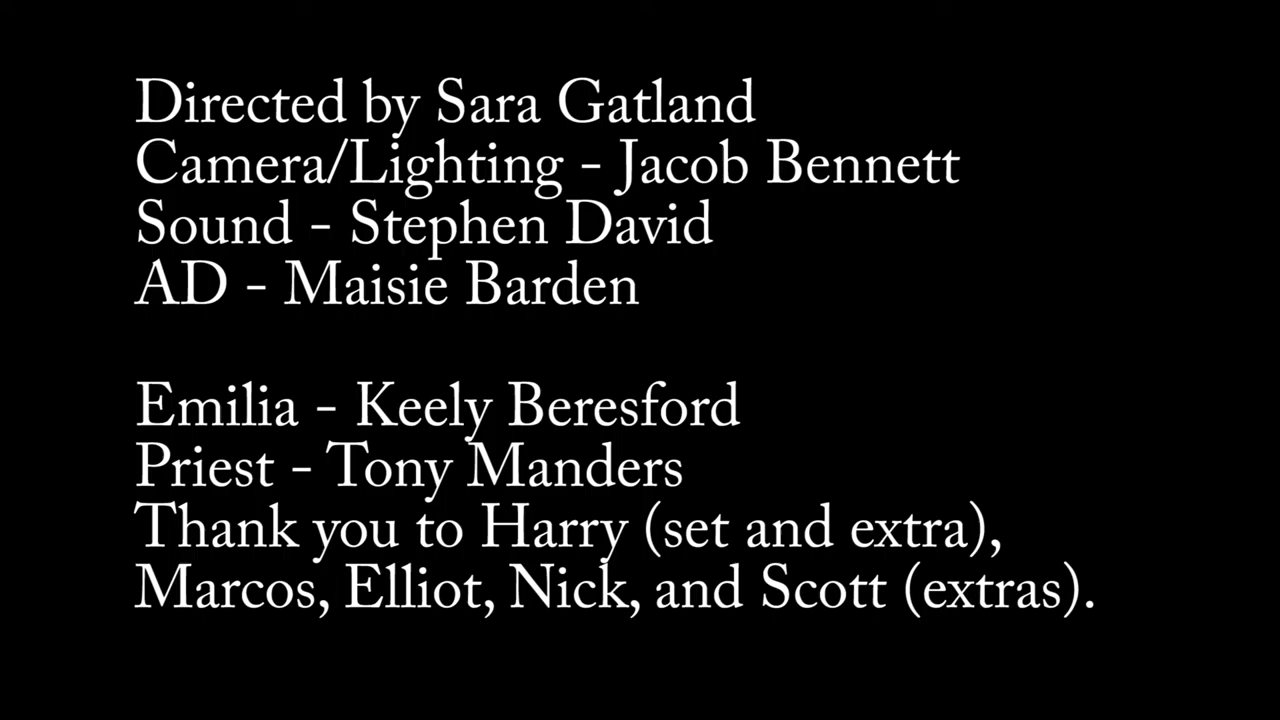 Directed by Sara Gatland
Camera/Lighting - Jacob Bennett
Sound - Stephen David
AD - Maisie Barden
Emilia - Keely Beresford
Priest - Tony Manders
Thank you to Harry (set and extra),
Marcos, Elliot, Nick, and Scott (extras).